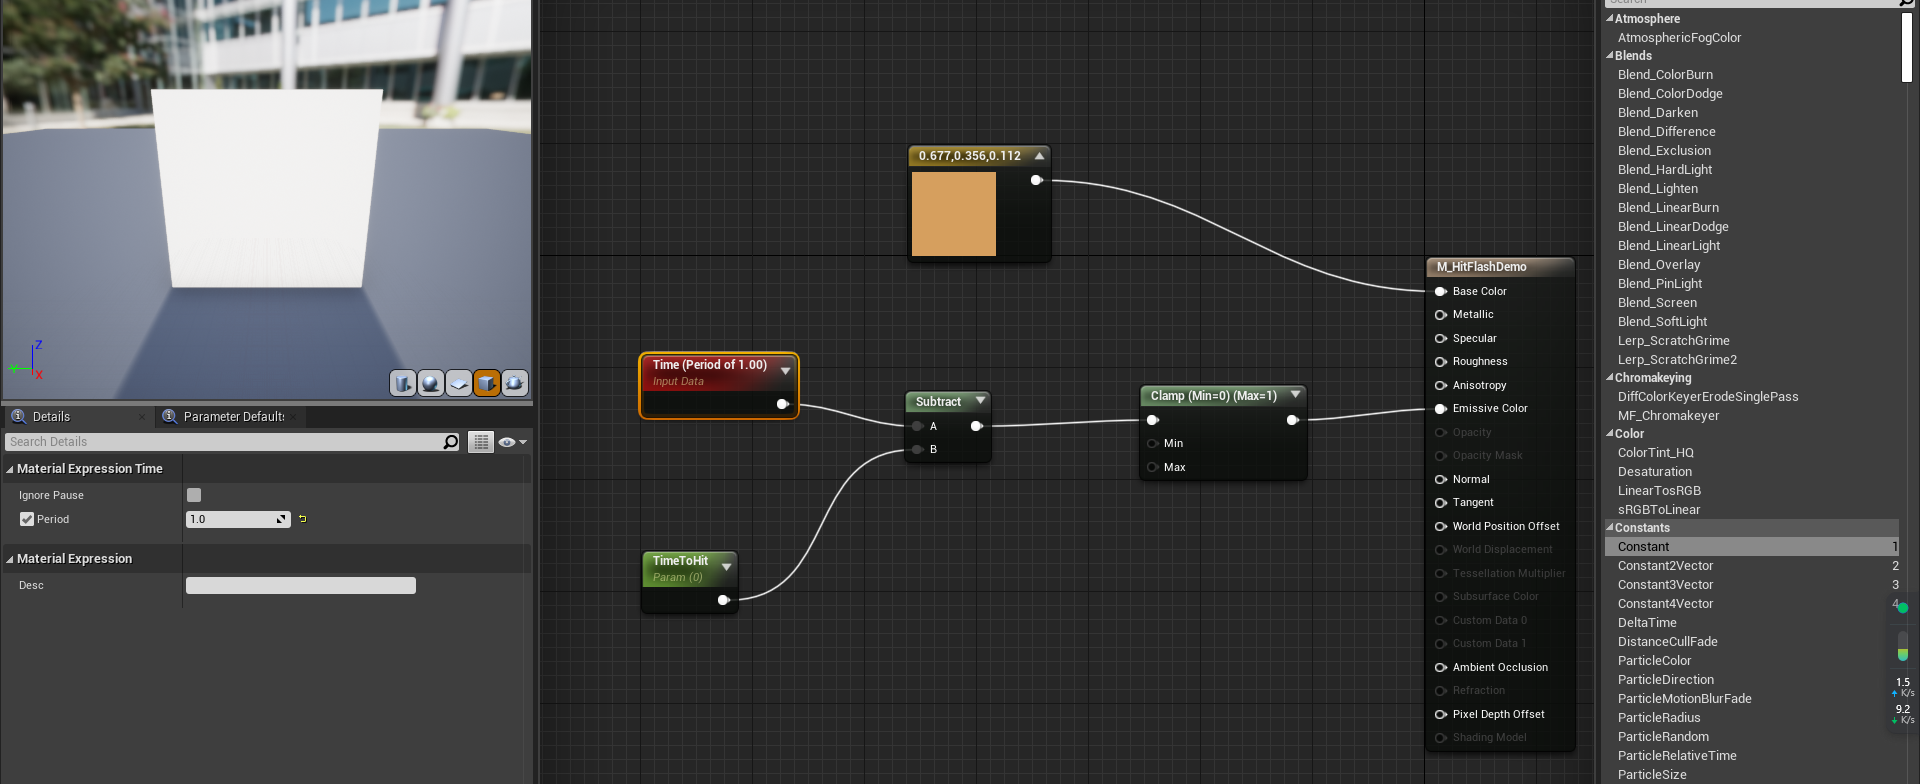 Z
Y
X
Details
Parameter Default:
Search Details
Material Expression Time
Ignore Pause
Period
1.0
Material Expression
Desc
0.677,0.356,0.112
Time (Period of 1.00)
Input Data
Subtract
A
B
TimeToHit
Param (0)
Clamp (Min=0) (Max=1)
Min
Max
M_HitFlashDemo
Base Color
Metallic
Specular
Roughness
Anisotropy
Emissive Color
Opacity
Opacity Mask
Normal
Tangent
World Position Offset
World Displacement
Tessellation Multiplier
Subsurface Color
Custom Data 0
Custom Data 1
Ambient Occlusion
Refraction
Pixel Depth Offset
Shading Model
Search
Atmosphere
AtmosphericFogColor
Blends
Blend_ColorBurn
Blend_ColorDodge
Blend_Darken
Blend_Difference
Blend_Exclusion
Blend_HardLight
Blend_Lighten
Blend_LinearBurn
Blend_LinearDodge
Blend_LinearLight
Blend_Overlay
Blend_PinLight
Blend_Screen
Blend_SoftLight
Lerp_ScratchGrime
Lerp_ScratchGrime2
Chromakeying
DiffColorKeyerErodeSinglePass
MF_Chromakeyer
Color
ColorTint_HQ
Desaturation
LinearTosRGB
sRGBToLinear
Constants
Constant 1
Constant2Vector 2
Constant3Vector 3
Constant4Vector 4
DeltaTime
DistanceCullFade
ParticleColor
ParticleDirection
ParticleMotionBlurFade
ParticleRadius
ParticleRandom
ParticleRelativeTime
ParticleSize
1.5
K/s
9.2
K/s